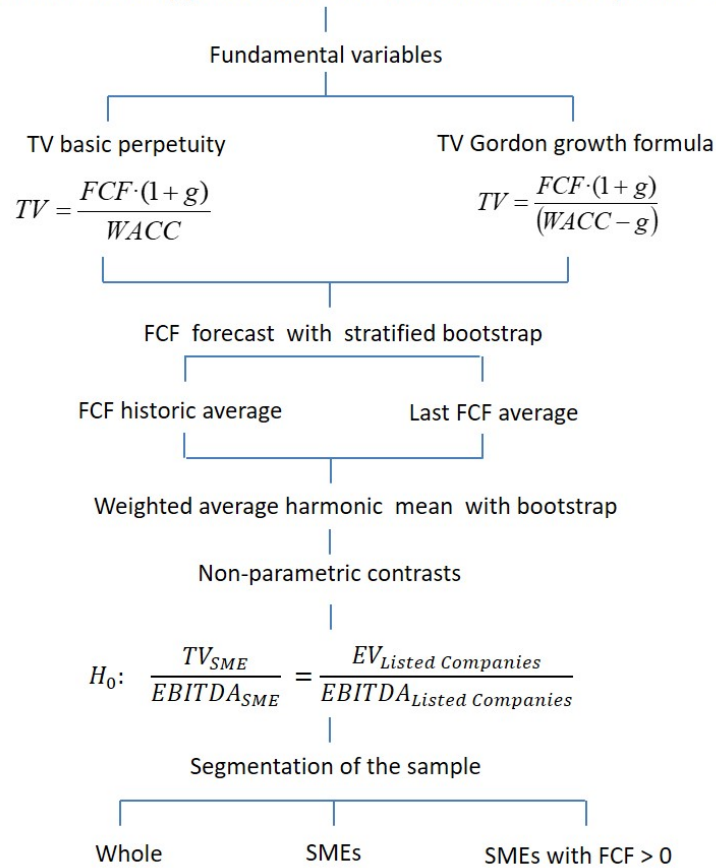 Fundamental variables
TV basic perpetuity
TV Gordon growth formula
TV = FCF·(1+g) / WACC
TV = FCF·(1+g) / (WACC−g)
FCF forecast with stratified bootstrap
FCF historic average
Last FCF average
Weighted average harmonic mean with bootstrap
Non-parametric contrasts
H₀: TV_SME / EBITDA_SME = EV_Listed Companies / EBITDA_Listed Companies
Segmentation of the sample
Whole
SMEs
SMEs with FCF > 0